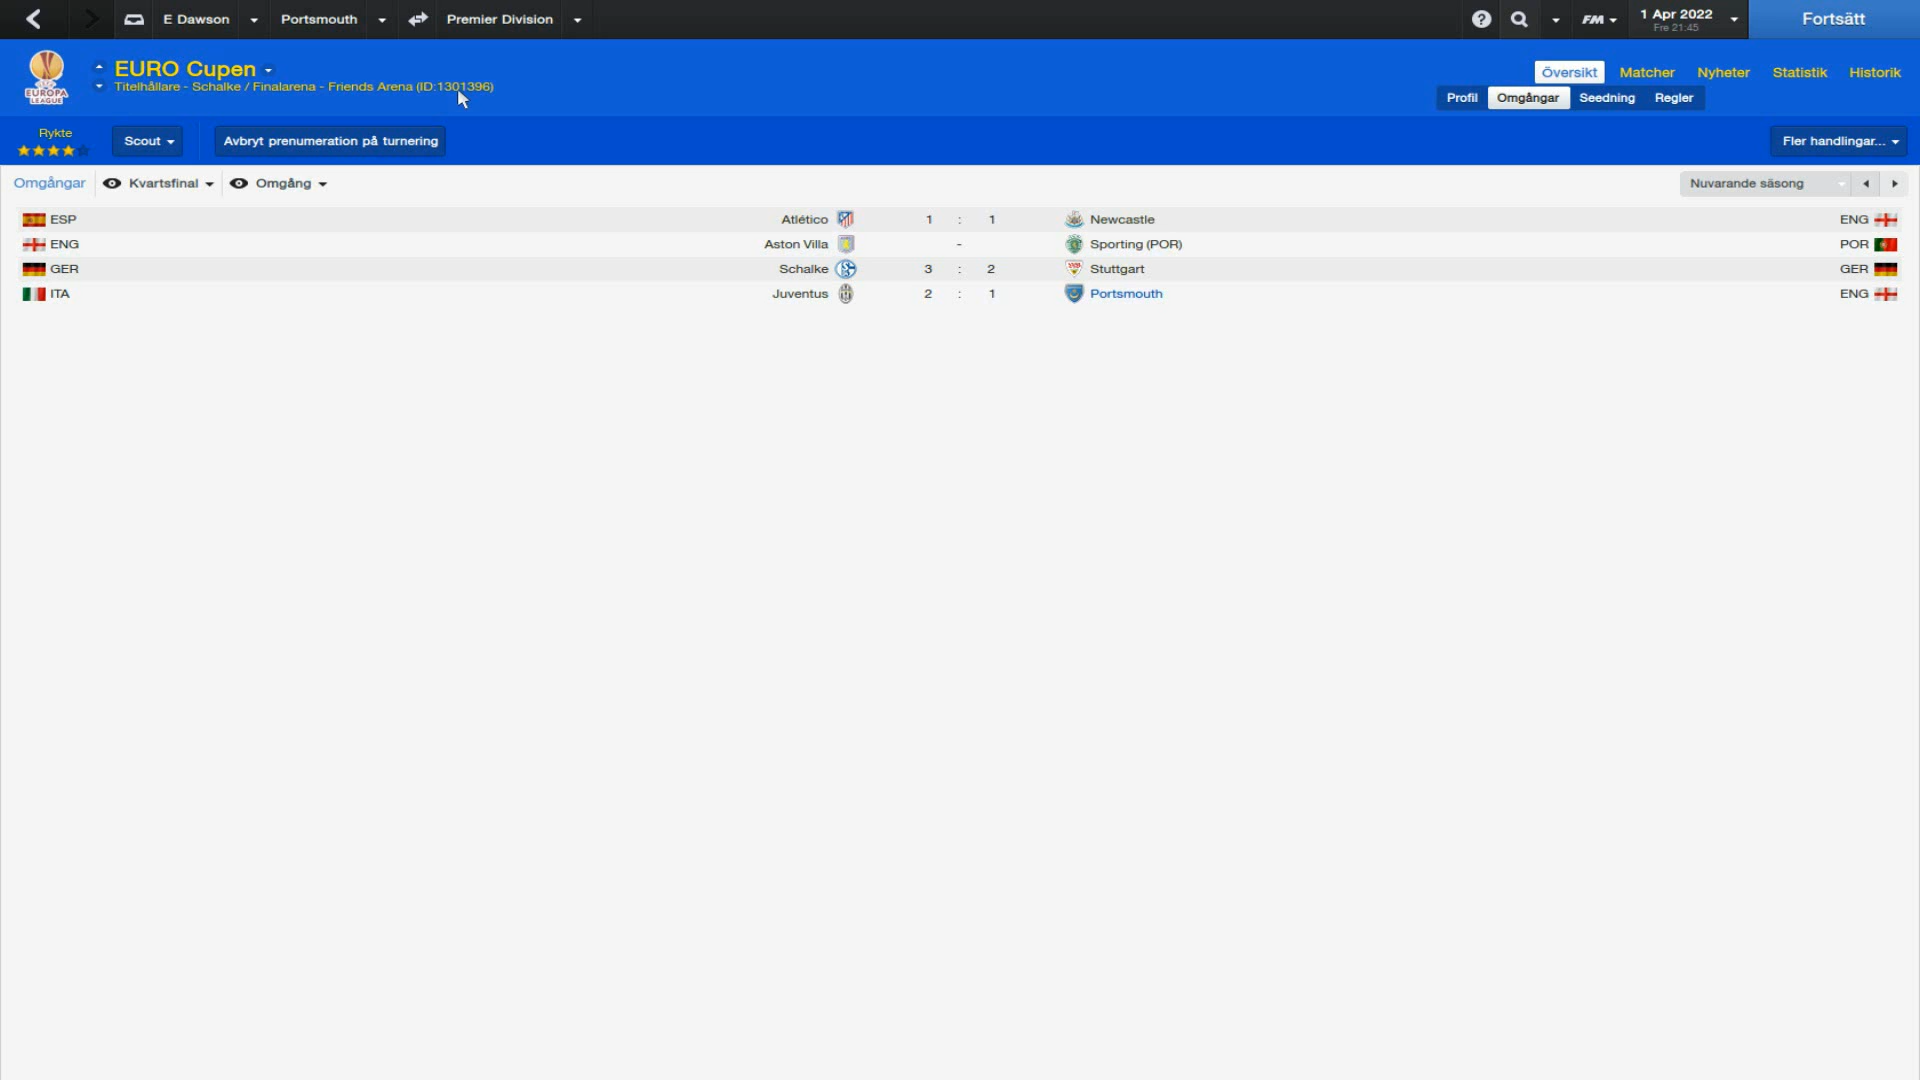 E Dawson Portsmouth Premier Division FM 1 Apr 2022 Fortsätt
Fre 21:45
EURO Cupen
Titelhållare - Schalke / Finalarena - Friends Arena (ID:1301396)
EUROPA
LEAGUE
Översikt Matcher Nyheter Statistik Historik
Profil Omgångar Seedning Regler
Rykte
Scout Avbryt prenumeration på turnering Fler handlingar...
Omgångar Kvartsfinal Omgång Nuvarande säsong
ESP Atlético 1 : 1 Newcastle ENG
ENG Aston Villa - Sporting (POR) POR
GER Schalke 3 : 2 Stuttgart GER
ITA Juventus 2 : 1 Portsmouth ENG